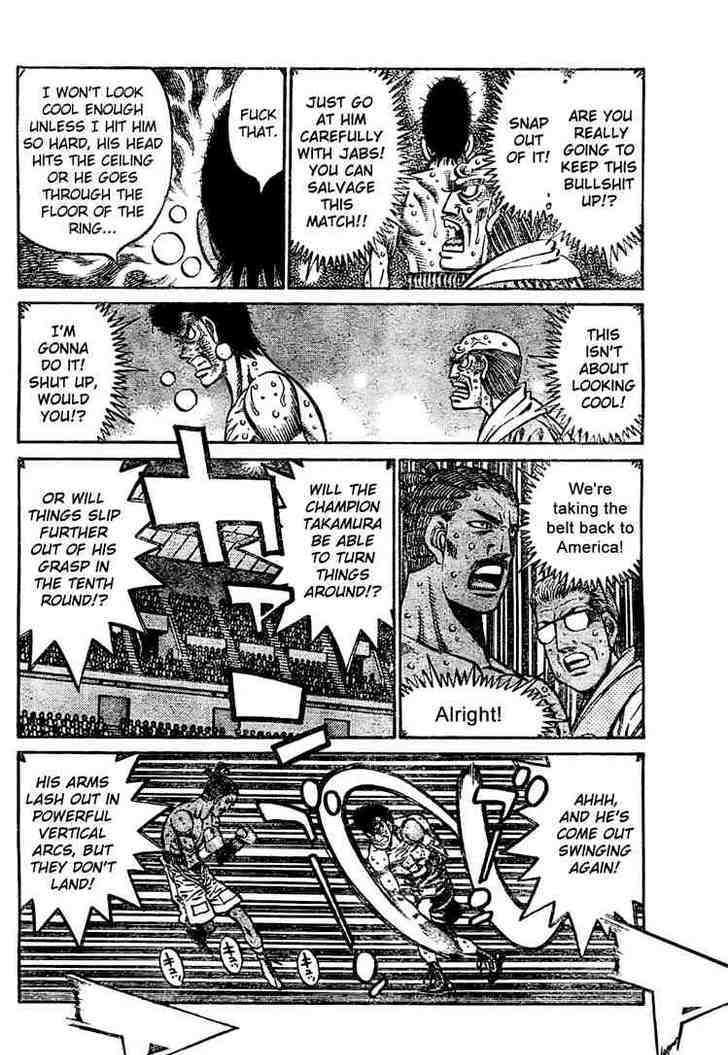 ARE YOU
REALLY
GOING TO
KEEP THIS
BULLSHIT
UP!?
SNAP
OUT
OF IT!
JUST GO
AT HIM
CAREFULLY
WITH JABS!
YOU CAN
SALVAGE
THIS
MATCH!!
FUCK
THAT.
I WON'T LOOK
COOL ENOUGH
UNLESS I HIT HIM
SO HARD, HIS HEAD
HITS THE CEILING
OR HE GOES
THROUGH THE
FLOOR OF THE
RING...
THIS
ISN'T
ABOUT
LOOKING
COOL!
I'M
GONNA
DO IT!
SHUT UP,
WOULD
YOU!?
We're
taking the
belt back to
America!
Alright!
WILL THE
CHAMPION
TAKAMURA
BE ABLE
TO TURN
THINGS
AROUND!?
OR WILL
THINGS SLIP
FURTHER
OUT OF HIS
GRASP IN
THE TENTH
ROUND!?
AHHH,
AND HE'S
COME OUT
SWINGING
AGAIN!
HIS ARMS
LASH OUT IN
POWERFUL
VERTICAL
ARCS, BUT
THEY DON'T
LAND!